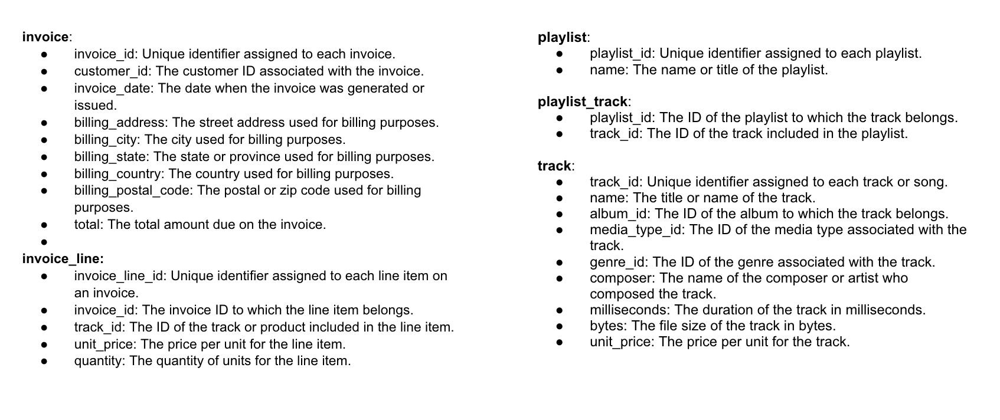 invoice:
● invoice_id: Unique identifier assigned to each invoice.
● customer_id: The customer ID associated with the invoice.
● invoice_date: The date when the invoice was generated or
issued.
● billing_address: The street address used for billing purposes.
● billing_city: The city used for billing purposes.
● billing_state: The state or province used for billing purposes.
● billing_country: The country used for billing purposes.
● billing_postal_code: The postal or zip code used for billing
purposes.
● total: The total amount due on the invoice.
●
invoice_line:
● invoice_line_id: Unique identifier assigned to each line item on
an invoice.
● invoice_id: The invoice ID to which the line item belongs.
● track_id: The ID of the track or product included in the line item.
● unit_price: The price per unit for the line item.
● quantity: The quantity of units for the line item.
playlist:
● playlist_id: Unique identifier assigned to each playlist.
● name: The name or title of the playlist.
playlist_track:
● playlist_id: The ID of the playlist to which the track belongs.
● track_id: The ID of the track included in the playlist.
track:
● track_id: Unique identifier assigned to each track or song.
● name: The title or name of the track.
● album_id: The ID of the album to which the track belongs.
● media_type_id: The ID of the media type associated with the
track.
● genre_id: The ID of the genre associated with the track.
● composer: The name of the composer or artist who
composed the track.
● milliseconds: The duration of the track in milliseconds.
● bytes: The file size of the track in bytes.
● unit_price: The price per unit for the track.